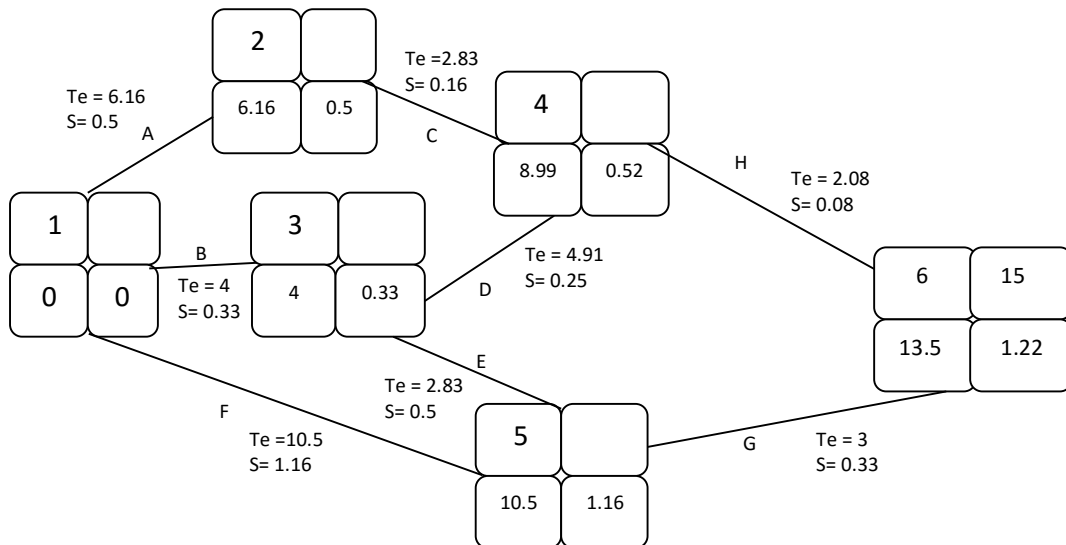 2
Te =2.83
S= 0.16
Te = 6.16
S= 0.5
6.16 0.5
A
C
4
8.99 0.52
H
Te = 2.08
S= 0.08
1
B
3
0 0
Te = 4
S= 0.33
4 0.33
D
Te = 4.91
S= 0.25
6 15
13.5 1.22
E
Te = 2.83
S= 0.5
F
Te =10.5
S= 1.16
5
G
Te = 3
S= 0.33
10.5 1.16